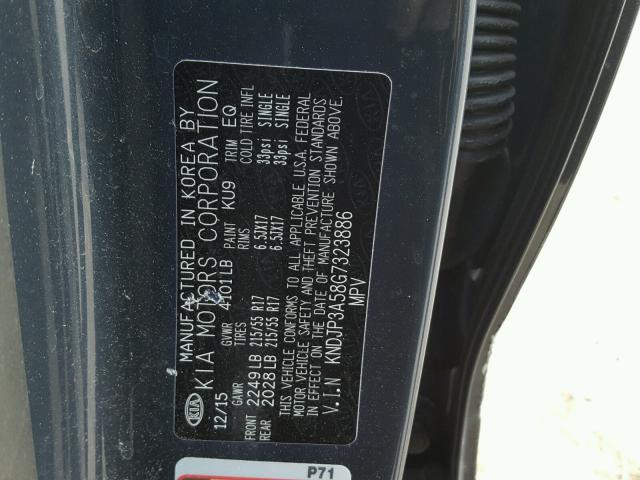 KIA
MANUFACTURED IN KOREA BY
KIA MOTORS CORPORATION
12/15 GVWR 4101LB PAINT KU9 TRIM EQ
GAWR TIRE RIMS COLD TIRE INFL
FRONT 2249LB 215/55 R17 6.5JX17 33psi SINGLE
REAR 2028LB 215/55 R17 6.5JX17 33psi SINGLE
THIS VEHICLE CONFORMS TO ALL APPLICABLE U.S.A. FEDERAL
MOTOR VEHICLE SAFETY AND THEFT PREVENTION STANDARDS
IN EFFECT ON THE DATE OF MANUFACTURE SHOWN ABOVE.
V.I.N KNDJP3A58G7323886
MPV
P71